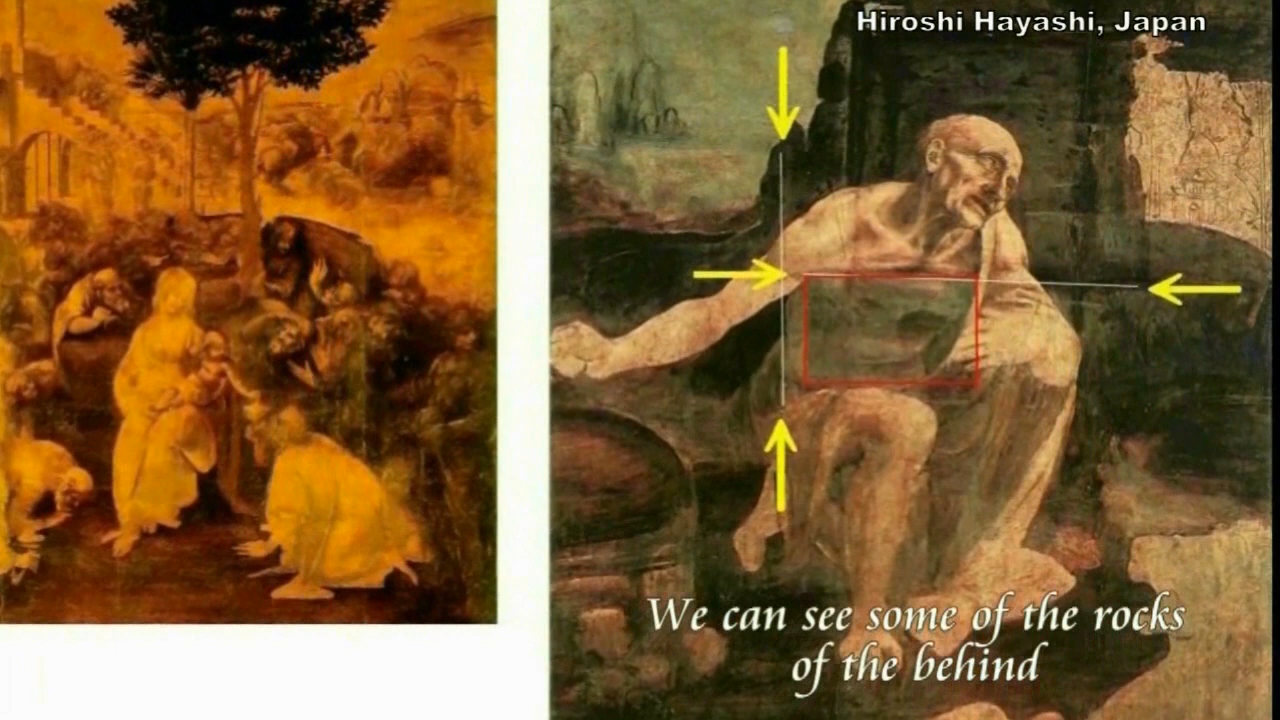 Hiroshi Hayashi, Japan
We can see some of the rocks
of the behind